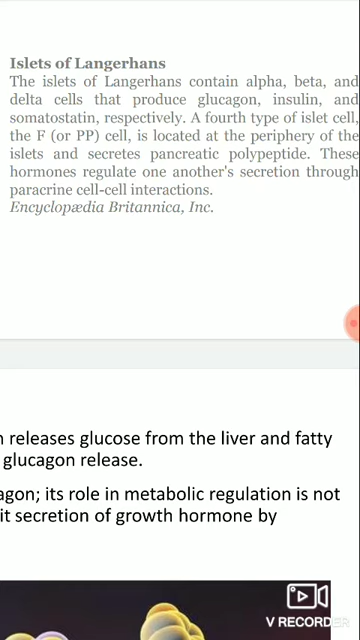 Islets of Langerhans
The islets of Langerhans contain alpha, beta, and
delta cells that produce glucagon, insulin, and
somatostatin, respectively. A fourth type of islet cell,
the F (or PP) cell, is located at the periphery of the
islets and secretes pancreatic polypeptide. These
hormones regulate one another's secretion through
paracrine cell-cell interactions.
Encyclopædia Britannica, Inc.
n releases glucose from the liver and fatty
glucagon release.
agon; its role in metabolic regulation is not
it secretion of growth hormone by
V RECORDER